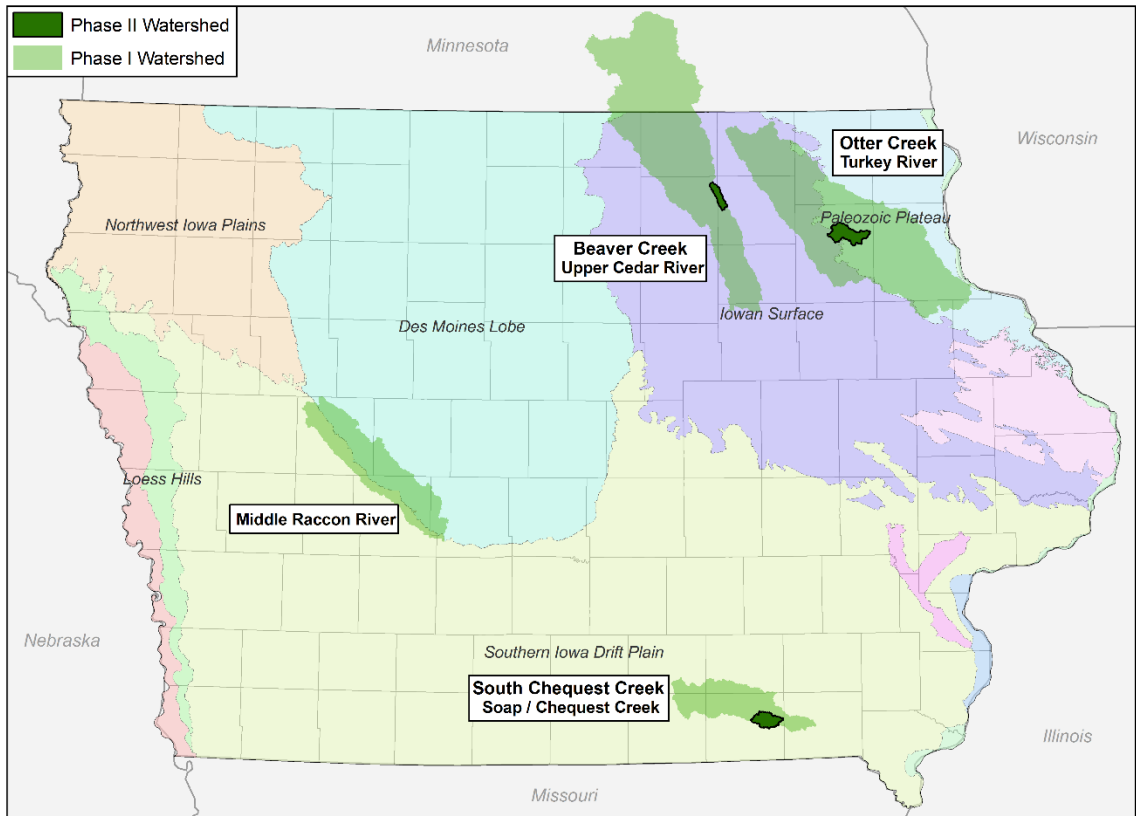 Phase II Watershed
Phase I Watershed
Minnesota
Wisconsin
Otter Creek
Turkey River
Northwest Iowa Plains
Paleozoic Plateau
Beaver Creek
Upper Cedar River
Des Moines Lobe
Iowan Surface
Loess Hills
Middle Raccon River
Nebraska
Southern Iowa Drift Plain
South Chequest Creek
Soap / Chequest Creek
Illinois
Missouri